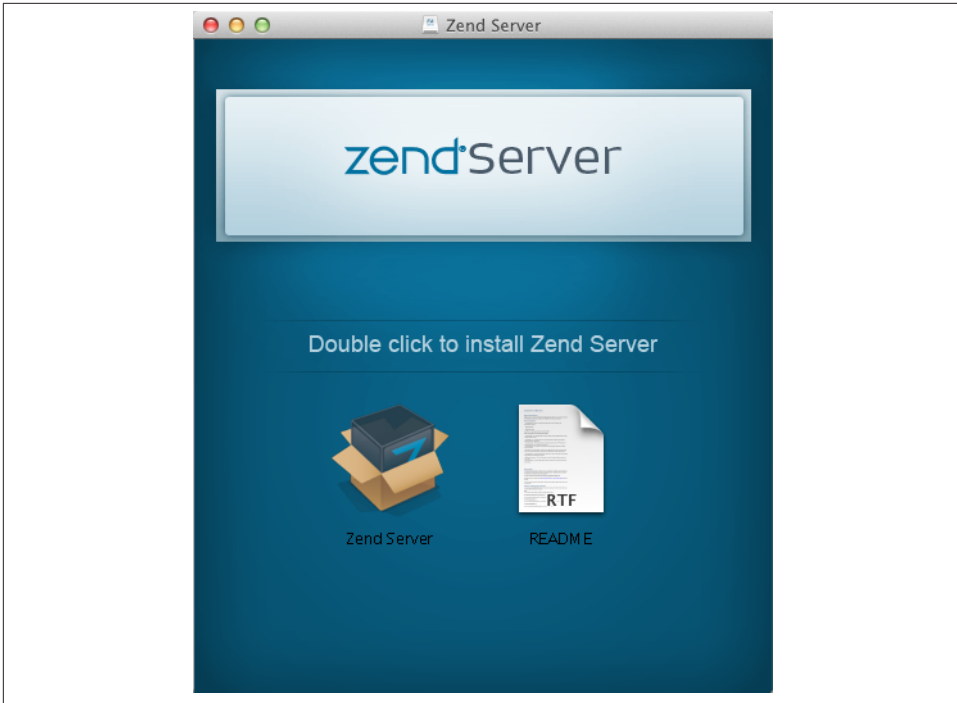 Zend Server
zend Server
Double click to install Zend Server
RTF
Zend Server
README